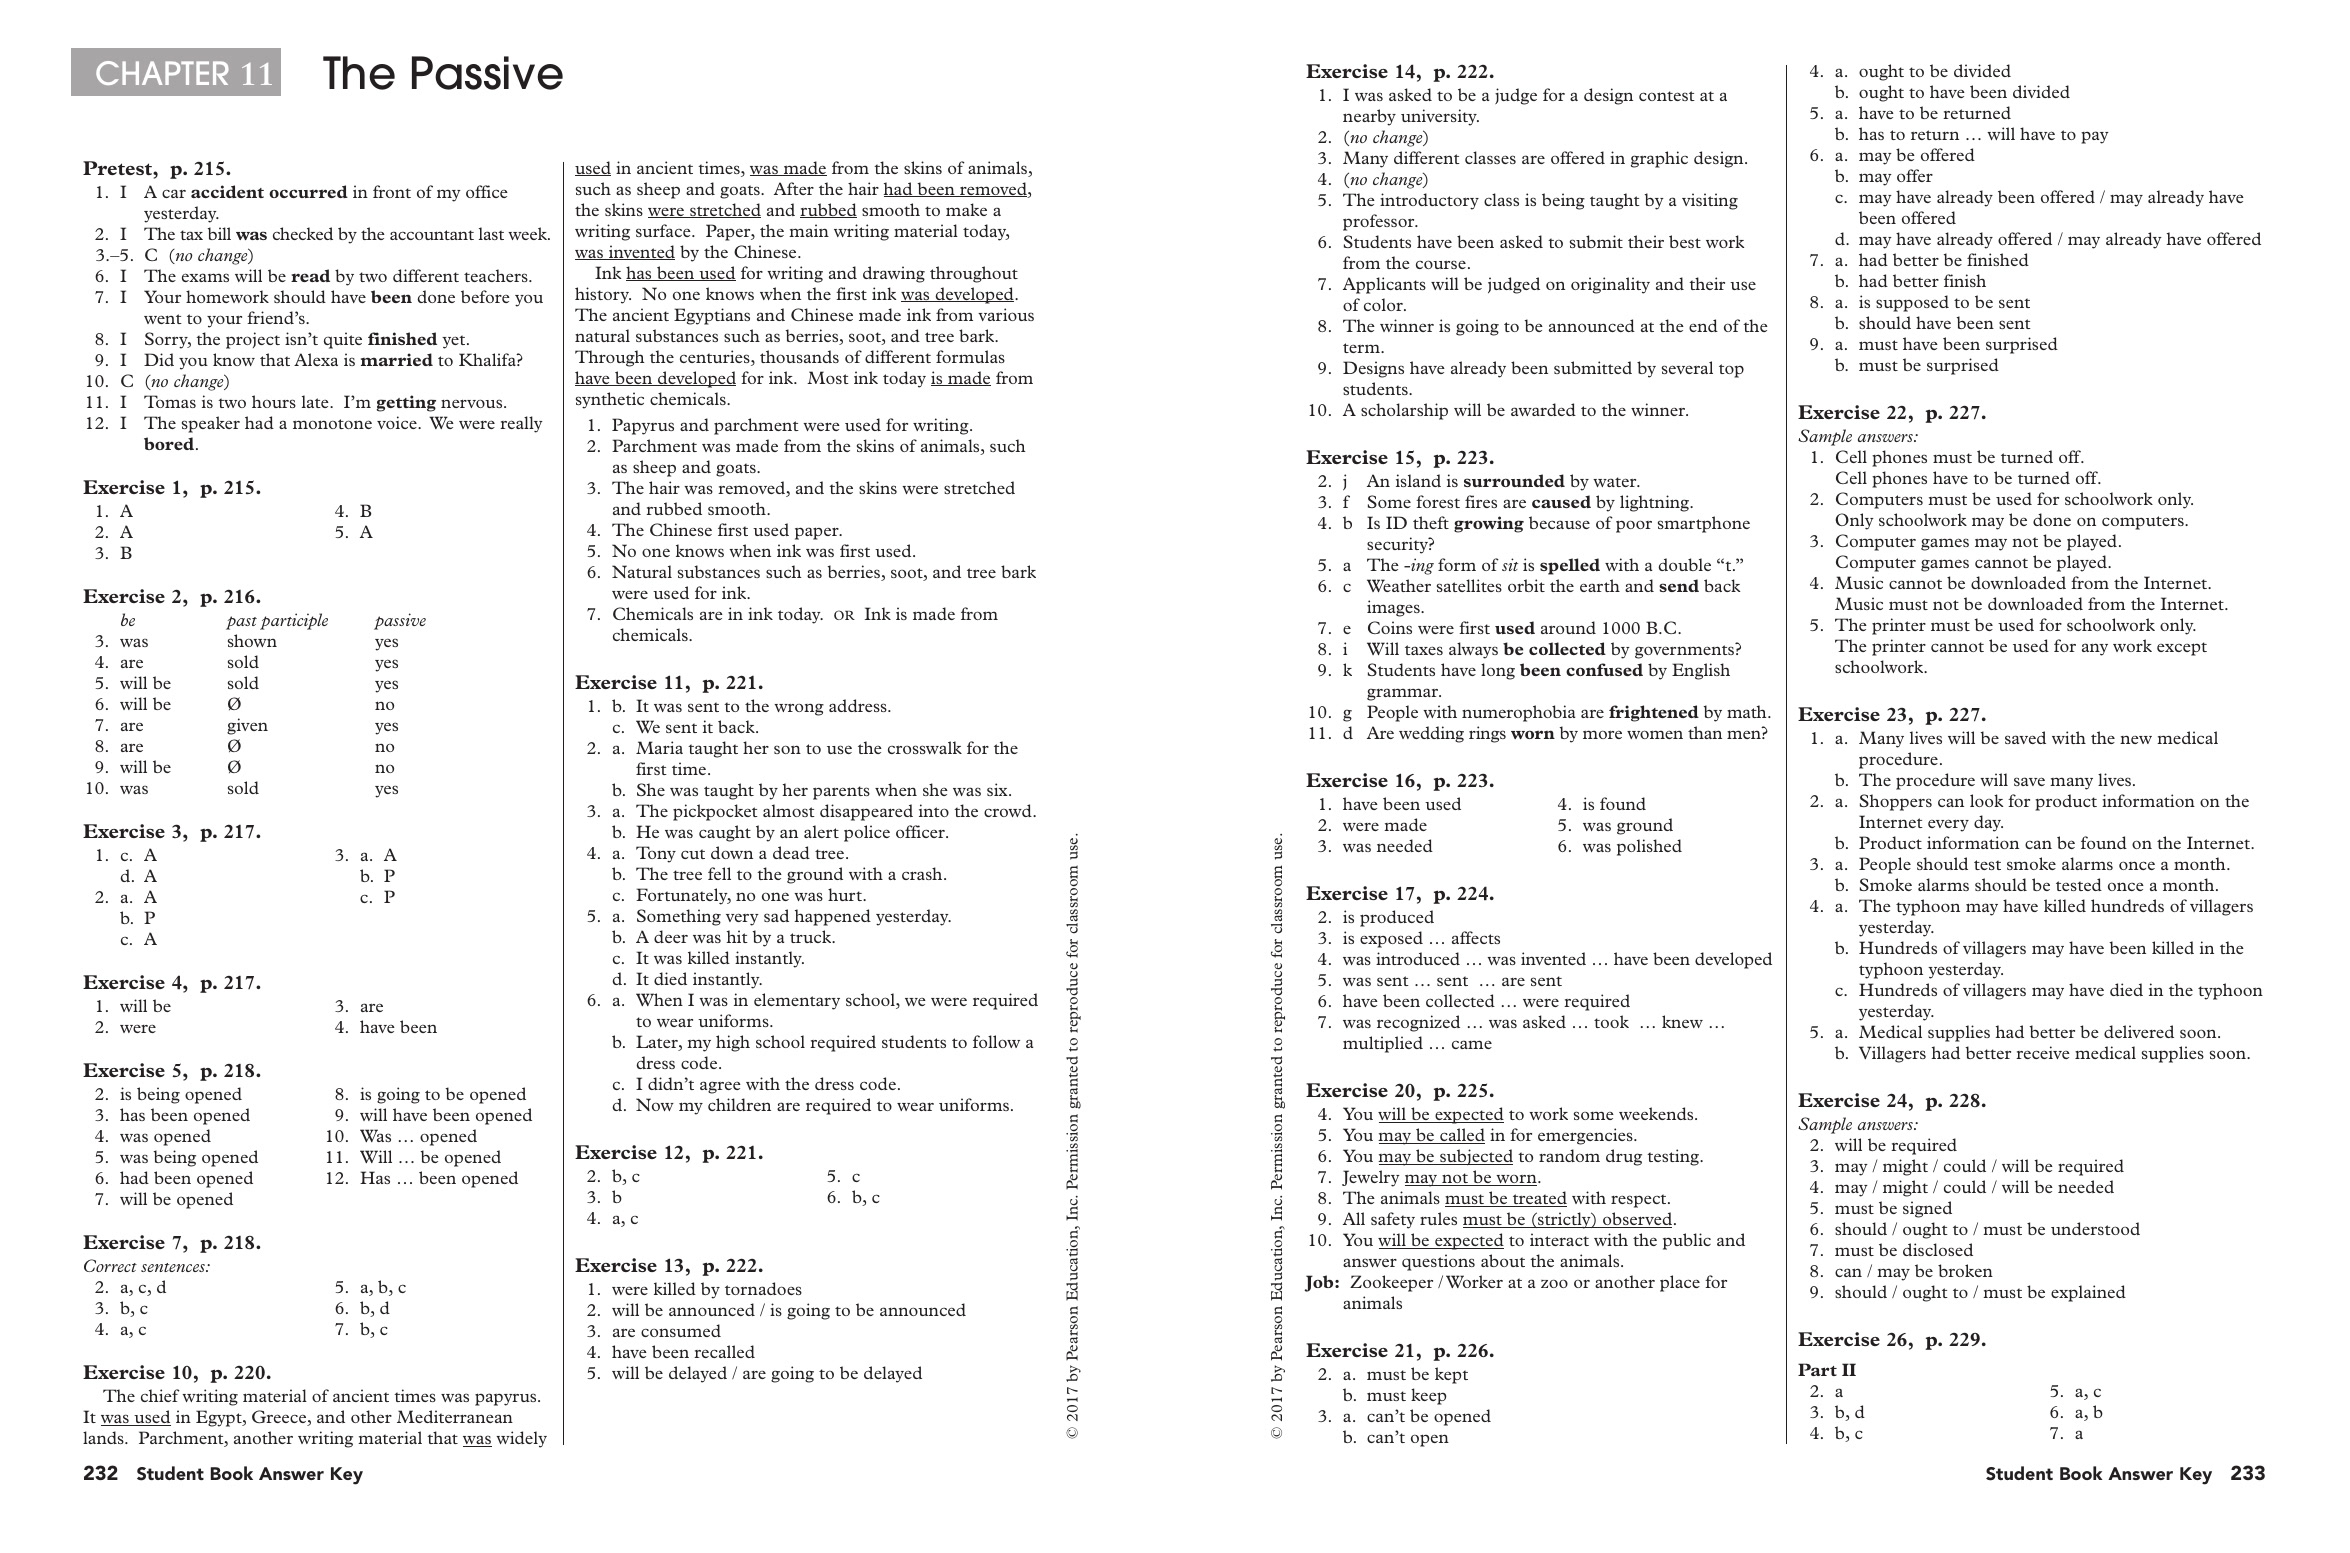 CHAPTER 11 The Passive
Pretest, p. 215.
1. I A car accident occurred in front of my office
yesterday.
2. I The tax bill was checked by the accountant last week.
3.–5. C (no change)
6. I The exams will be read by two different teachers.
7. I Your homework should have been done before you
went to your friend’s.
8. I Sorry, the project isn’t quite finished yet.
9. I Did you know that Alexa is married to Khalifa?
10. C (no change)
11. I Tomas is two hours late. I’m getting nervous.
12. I The speaker had a monotone voice. We were really
bored.
Exercise 1, p. 215.
1. A 4. B
2. A 5. A
3. B
Exercise 2, p. 216.
be past participle passive
3. was shown yes
4. are sold yes
5. will be sold yes
6. will be Ø no
7. are given yes
8. are Ø no
9. will be Ø no
10. was sold yes
Exercise 3, p. 217.
1. c. A 3. a. A
d. A b. P
2. a. A c. P
b. P
c. A
Exercise 4, p. 217.
1. will be 3. are
2. were 4. have been
Exercise 5, p. 218.
2. is being opened 8. is going to be opened
3. has been opened 9. will have been opened
4. was opened 10. Was … opened
5. was being opened 11. Will … be opened
6. had been opened 12. Has … been opened
7. will be opened
Exercise 7, p. 218.
Correct sentences:
2. a, c, d 5. a, b, c
3. b, c 6. b, d
4. a, c 7. b, c
Exercise 10, p. 220.
The chief writing material of ancient times was papyrus.
It was used in Egypt, Greece, and other Mediterranean
lands. Parchment, another writing material that was widely
used in ancient times, was made from the skins of animals,
such as sheep and goats. After the hair had been removed,
the skins were stretched and rubbed smooth to make a
writing surface. Paper, the main writing material today,
was invented by the Chinese.
Ink has been used for writing and drawing throughout
history. No one knows when the first ink was developed.
The ancient Egyptians and Chinese made ink from various
natural substances such as berries, soot, and tree bark.
Through the centuries, thousands of different formulas
have been developed for ink. Most ink today is made from
synthetic chemicals.
1. Papyrus and parchment were used for writing.
2. Parchment was made from the skins of animals, such
as sheep and goats.
3. The hair was removed, and the skins were stretched
and rubbed smooth.
4. The Chinese first used paper.
5. No one knows when ink was first used.
6. Natural substances such as berries, soot, and tree bark
were used for ink.
7. Chemicals are in ink today. OR Ink is made from
chemicals.
Exercise 11, p. 221.
1. b. It was sent to the wrong address.
c. We sent it back.
2. a. Maria taught her son to use the crosswalk for the
first time.
b. She was taught by her parents when she was six.
3. a. The pickpocket almost disappeared into the crowd.
b. He was caught by an alert police officer.
4. a. Tony cut down a dead tree.
b. The tree fell to the ground with a crash.
c. Fortunately, no one was hurt.
5. a. Something very sad happened yesterday.
b. A deer was hit by a truck.
c. It was killed instantly.
d. It died instantly.
6. a. When I was in elementary school, we were required
to wear uniforms.
b. Later, my high school required students to follow a
dress code.
c. I didn’t agree with the dress code.
d. Now my children are required to wear uniforms.
Exercise 12, p. 221.
2. b, c 5. c
3. b 6. b, c
4. a, c
Exercise 13, p. 222.
1. were killed by tornadoes
2. will be announced / is going to be announced
3. are consumed
4. have been recalled
5. will be delayed / are going to be delayed
© 2017 by Pearson Education, Inc. Permission granted to reproduce for classroom use.
232 Student Book Answer Key
© 2017 by Pearson Education, Inc. Permission granted to reproduce for classroom use.
Exercise 14, p. 222.
1. I was asked to be a judge for a design contest at a
nearby university.
2. (no change)
3. Many different classes are offered in graphic design.
4. (no change)
5. The introductory class is being taught by a visiting
professor.
6. Students have been asked to submit their best work
from the course.
7. Applicants will be judged on originality and their use
of color.
8. The winner is going to be announced at the end of the
term.
9. Designs have already been submitted by several top
students.
10. A scholarship will be awarded to the winner.
Exercise 15, p. 223.
2. j An island is surrounded by water.
3. f Some forest fires are caused by lightning.
4. b Is ID theft growing because of poor smartphone
security?
5. a The -ing form of sit is spelled with a double “t.”
6. c Weather satellites orbit the earth and send back
images.
7. e Coins were first used around 1000 B.C.
8. i Will taxes always be collected by governments?
9. k Students have long been confused by English
grammar.
10. g People with numerophobia are frightened by math.
11. d Are wedding rings worn by more women than men?
Exercise 16, p. 223.
1. have been used 4. is found
2. were made 5. was ground
3. was needed 6. was polished
Exercise 17, p. 224.
2. is produced
3. is exposed … affects
4. was introduced … was invented … have been developed
5. was sent … sent … are sent
6. have been collected … were required
7. was recognized … was asked … took … knew …
multiplied … came
Exercise 20, p. 225.
4. You will be expected to work some weekends.
5. You may be called in for emergencies.
6. You may be subjected to random drug testing.
7. Jewelry may not be worn.
8. The animals must be treated with respect.
9. All safety rules must be (strictly) observed.
10. You will be expected to interact with the public and
answer questions about the animals.
Job: Zookeeper / Worker at a zoo or another place for
animals
Exercise 21, p. 226.
2. a. must be kept
b. must keep
3. a. can’t be opened
b. can’t open
4. a. ought to be divided
b. ought to have been divided
5. a. have to be returned
b. has to return … will have to pay
6. a. may be offered
b. may offer
c. may have already been offered / may already have
been offered
d. may have already offered / may already have offered
7. a. had better be finished
b. had better finish
8. a. is supposed to be sent
b. should have been sent
9. a. must have been surprised
b. must be surprised
Exercise 22, p. 227.
Sample answers:
1. Cell phones must be turned off.
Cell phones have to be turned off.
2. Computers must be used for schoolwork only.
Only schoolwork may be done on computers.
3. Computer games may not be played.
Computer games cannot be played.
4. Music cannot be downloaded from the Internet.
Music must not be downloaded from the Internet.
5. The printer must be used for schoolwork only.
The printer cannot be used for any work except
schoolwork.
Exercise 23, p. 227.
1. a. Many lives will be saved with the new medical
procedure.
b. The procedure will save many lives.
2. a. Shoppers can look for product information on the
Internet every day.
b. Product information can be found on the Internet.
3. a. People should test smoke alarms once a month.
b. Smoke alarms should be tested once a month.
4. a. The typhoon may have killed hundreds of villagers
yesterday.
b. Hundreds of villagers may have been killed in the
typhoon yesterday.
c. Hundreds of villagers may have died in the typhoon
yesterday.
5. a. Medical supplies had better be delivered soon.
b. Villagers had better receive medical supplies soon.
Exercise 24, p. 228.
Sample answers:
2. will be required
3. may / might / could / will be required
4. may / might / could / will be needed
5. must be signed
6. should / ought to / must be understood
7. must be disclosed
8. can / may be broken
9. should / ought to / must be explained
Exercise 26, p. 229.
Part II
2. a 5. a, c
3. b, d 6. a, b
4. b, c 7. a
Student Book Answer Key 233